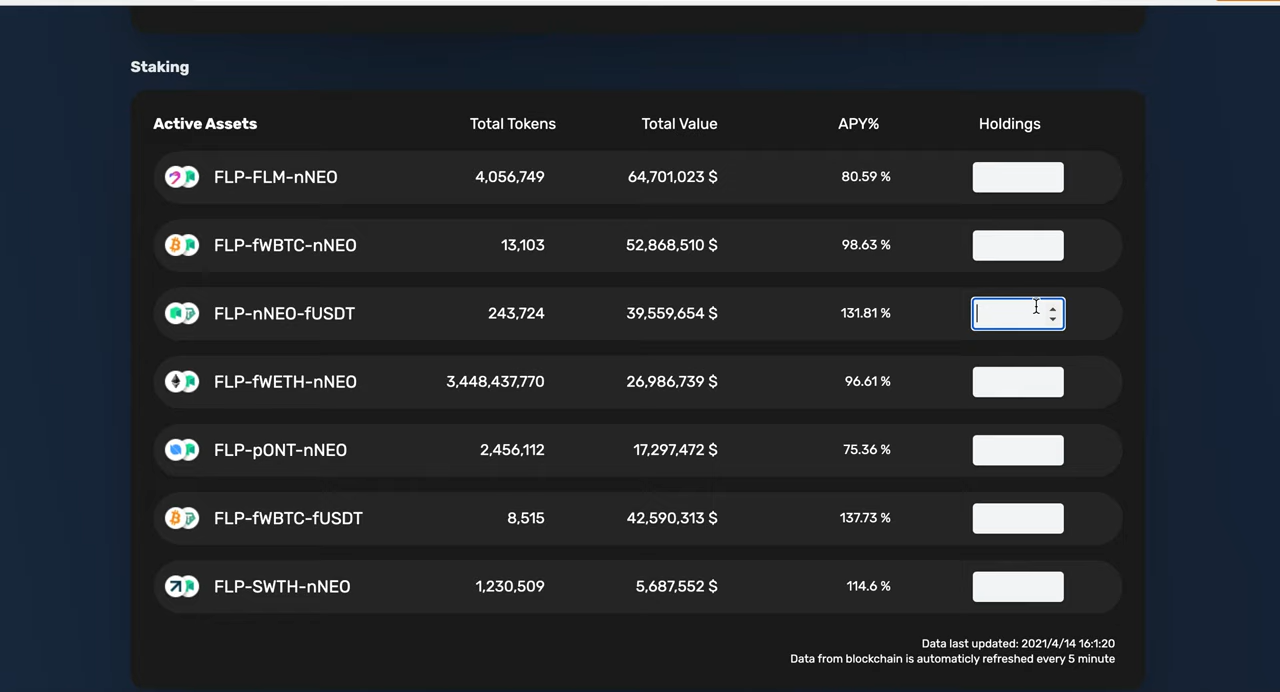 Staking
Active Assets Total Tokens Total Value APY% Holdings
FLP-FLM-nNEO 4,056,749 64,701,023 $ 80.59 %
FLP-fWBTC-nNEO 13,103 52,868,510 $ 98.63 %
FLP-nNEO-fUSDT 243,724 39,559,654 $ 131.81 %
FLP-fWETH-nNEO 3,448,437,770 26,986,739 $ 96.61 %
FLP-pONT-nNEO 2,456,112 17,297,472 $ 75.36 %
FLP-fWBTC-fUSDT 8,515 42,590,313 $ 137.73 %
FLP-SWTH-nNEO 1,230,509 5,687,552 $ 114.6 %
Data last updated: 2021/4/14 16:1:20
Data from blockchain is automaticly refreshed every 5 minute